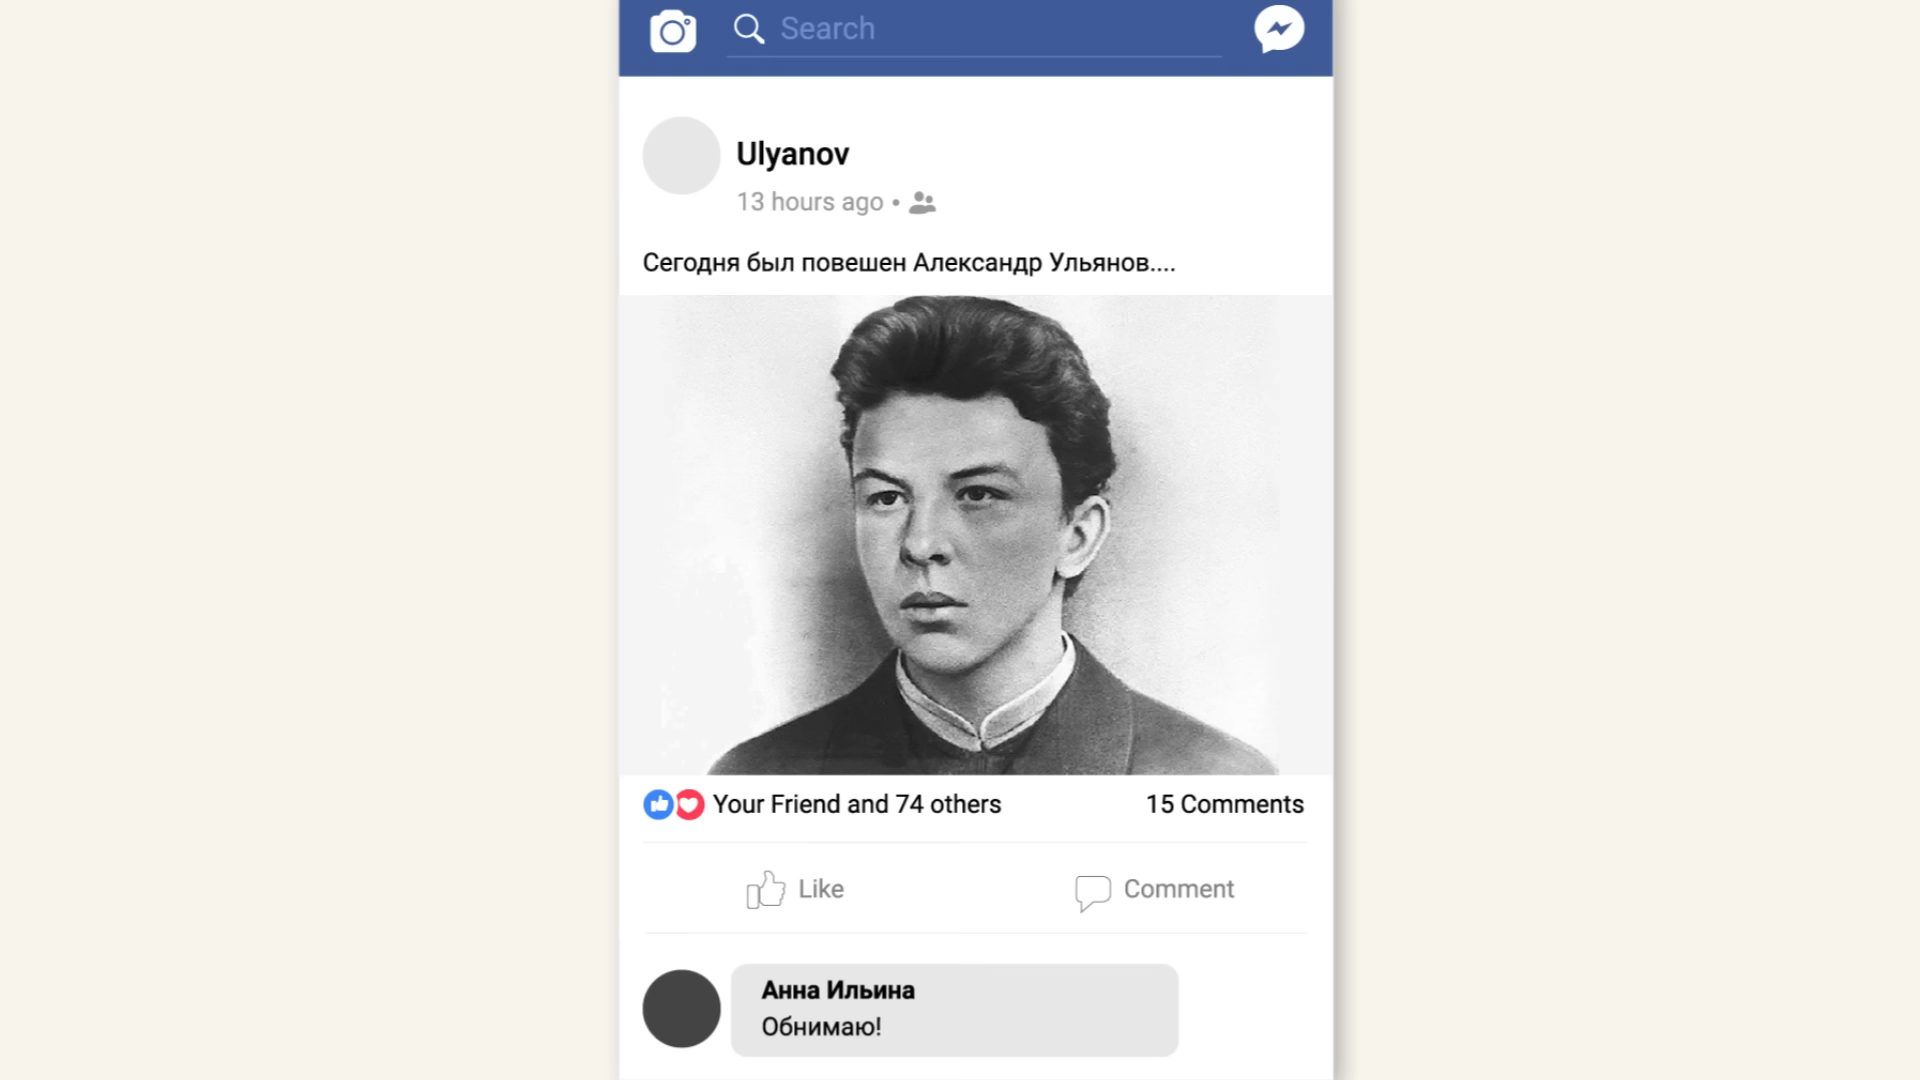 Search
Ulyanov
13 hours ago •
Сегодня был повешен Александр Ульянов....
Your Friend and 74 others
15 Comments
Like
Comment
Анна Ильина
Обнимаю!